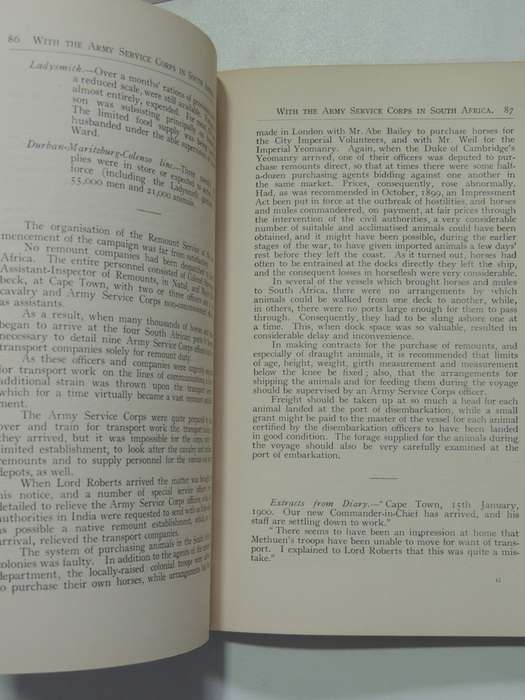 86 WITH THE ARMY SERVICE CORPS IN SOUTH
Ladysmith.—Over a months' rations of
a reduced scale, were still available,
almost entirely, expended. For
son was subsisting principally on
The limited food supply was being
husbanded under the able supervision
Ward.
Durban-Maritzburg-Colenso line—Three
plies were in store or expected to
force (including the Ladysmith
55,000 men and 21,000 animals.
The organisation of the Remount Service at the
mencement of the campaign was far from
No remount companies had been
Africa. The entire personnel consisted of Colonel
Assistant-Inspector of Remounts, in Natal, and
beck, at Cape Town, with two or three officers and
cavalry and Army Service Corps non-commissioned
as assistants.
As a result, when many thousands of horses and
began to arrive at the four South African ports it
necessary to detail nine Army Service Corps officers
transport companies solely for remount duty.
As these officers and companies were urgently
for transport work on the lines of communication,
additional strain was thrown upon the transport
which for a time virtually became a vast remount
ment.
The Army Service Corps were quite prepared to
over and train for transport work the transport
they arrived, but it was impossible for the corps,
limited establishment, to look after the cavalry and
remounts and to supply personnel for the various
depots, as well.
When Lord Roberts arrived the matter was brought
his notice, and a number of special service officers
detailed to relieve the Army Service Corps officers,
authorities in India were requested to send with as
as possible a native remount establishment, which
arrival, relieved the transport companies.
The system of purchasing animals in the
colonies was faulty. In addition to the agents of the
department, the locally-raised colonial troops were
to purchase their own horses, while arrangements had
WITH THE ARMY SERVICE CORPS IN SOUTH AFRICA. 87
made in London with Mr. Abe Bailey to purchase horses for
the City Imperial Volunteers, and with Mr. Weil for the
Imperial Yeomanry. Again, when the Duke of Cambridge's
Yeomanry arrived, one of their officers was deputed to pur-
chase remounts direct, so that at times there were some half-
a-dozen purchasing agents bidding against one another in
the same market. Prices, consequently, rose abnormally.
Had, as was recommended in October, 1899, an Impressment
Act been put in force at the outbreak of hostilities, and horses
and mules commandeered, on payment, at fair prices through
the intervention of the civil authorities, a very considerable
number of suitable and acclimatised animals could have been
obtained, and it might have been possible, during the earlier
stages of the war, to have given imported animals a few days'
rest before they left the coast. As it turned out, horses had
often to be entrained at the docks directly they left the ship,
and the consequent losses in horseflesh were very considerable.
In several of the vessels which brought horses and mules
to South Africa, there were no arrangements by which
animals could be walked from one deck to another, while,
in others, there were no ports large enough for them to pass
through. Consequently, they had to be slung ashore one at
a time. This, when dock space was so valuable, resulted in
considerable delay and inconvenience.
In making contracts for the purchase of remounts, and
especially of draught animals, it is recommended that limits
of age, height, weight, girth measurement and measurement
below the knee be fixed; also, that the arrangements for
shipping the animals and for feeding them during the voyage
should be supervised by an Army Service Corps officer.
Freight should be taken up at so much a head for each
animal landed at the port of disembarkation, while a small
grant might be paid to the master of the vessel for each animal
certified by the disembarkation officers to have been landed
in good condition. The forage supplied for the animals during
the voyage should also be very carefully examined at the
port of embarkation.
Extracts from Diary.—"Cape Town, 15th January,
1900. Our new Commander-in-Chief has arrived, and his
staff are settling down to work."
"There seems to have been an impression at home that
Methuen's troops have been unable to move for want of trans-
port. I explained to Lord Roberts that this was quite a mis-
take."
G